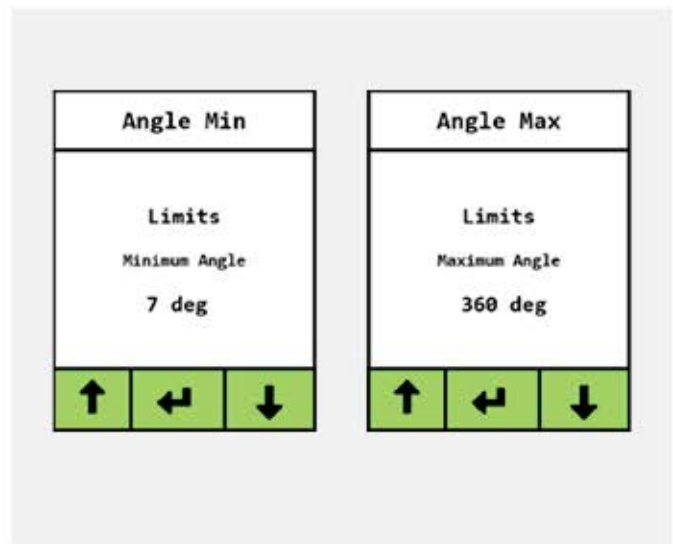 Angle Min
Limits
Minimum Angle
7 deg
Angle Max
Limits
Maximum Angle
360 deg